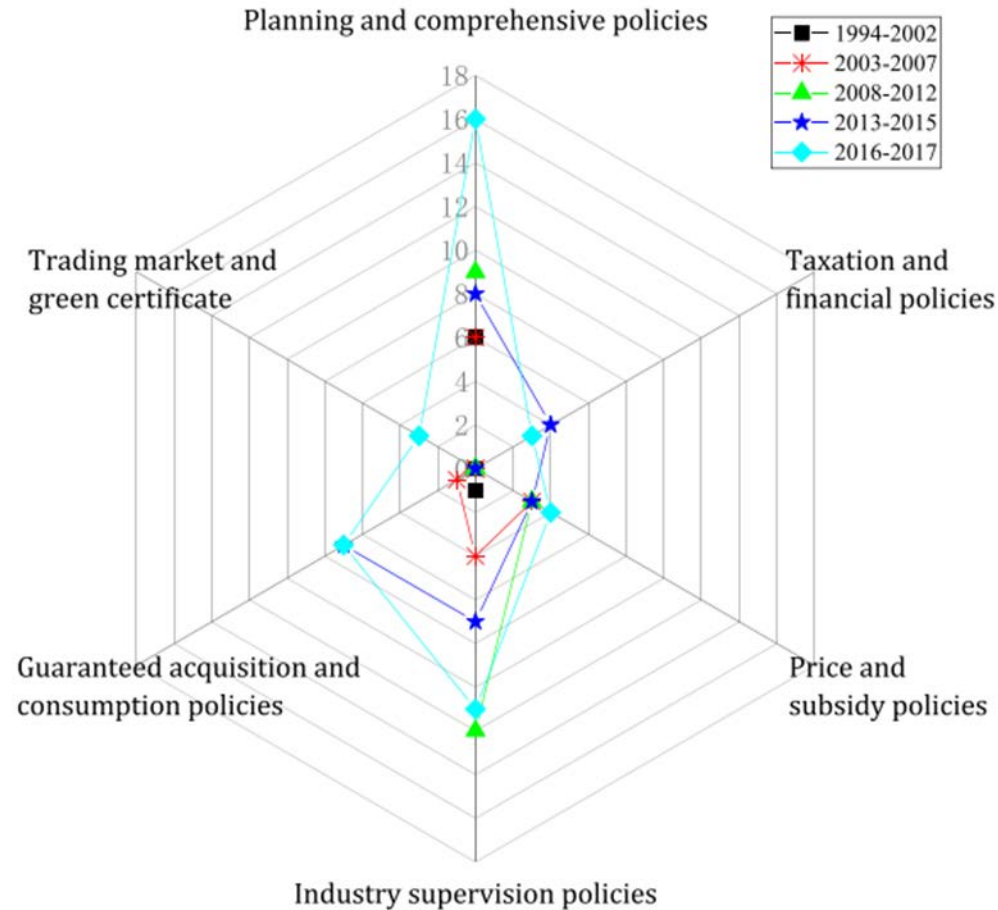 Planning and comprehensive policies
1994-2002
2003-2007
2008-2012
2013-2015
2016-2017
18
16
14
12
10
8
6
4
2
0
Trading market and
green certificate
Taxation and
financial policies
Guaranteed acquisition and
consumption policies
Price and
subsidy policies
Industry supervision policies